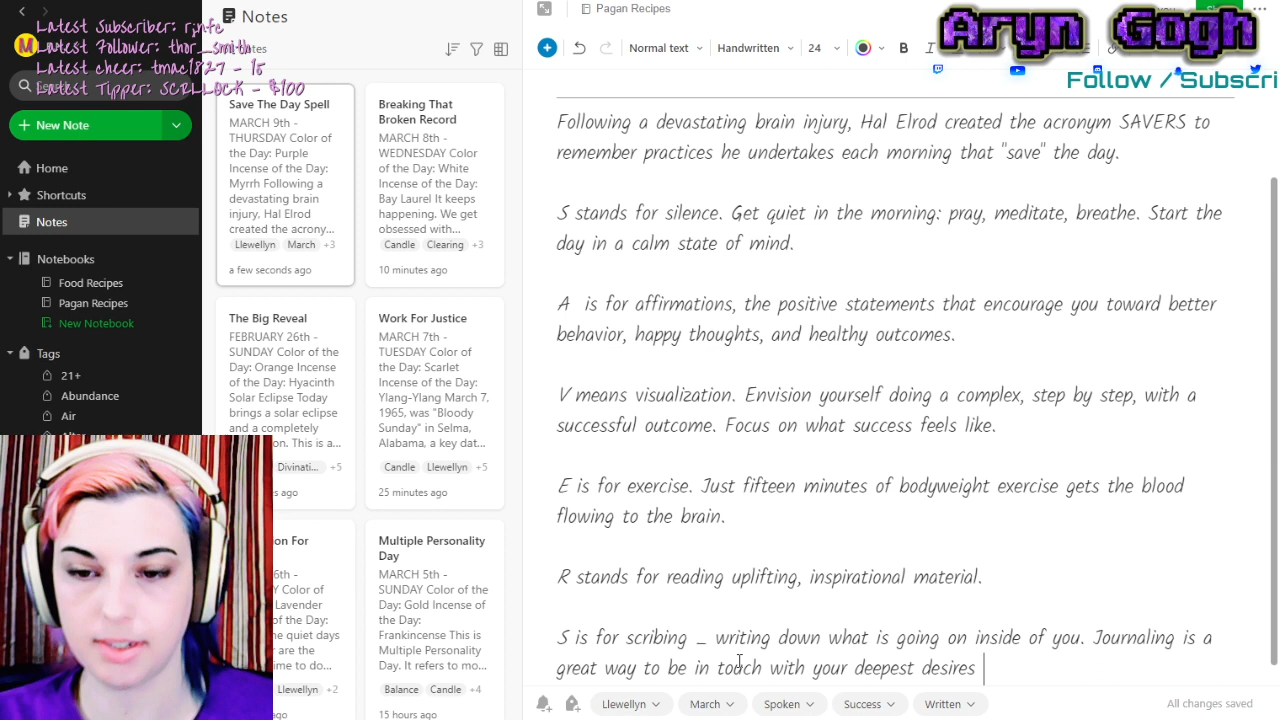 Latest Subscriber: rjnfc
Latest Follower: thor_smith
Latest cheer: tmac1827 - 15
Latest Tipper: SCRLLOCK - $100
M
New Note
Home
Shortcuts
Notes
Notebooks
Food Recipes
Pagan Recipes
New Notebook
Tags
21+
Abundance
Air
Notes
Save The Day Spell
MARCH 9th -
THURSDAY Color of
the Day: Purple
Incense of the Day:
Myrrh Following a
devastating brain
injury, Hal Elrod
created the acrony...
Llewellyn March +3
a few seconds ago
Breaking That
Broken Record
MARCH 8th -
WEDNESDAY Color
of the Day: White
Incense of the Day:
Bay Laurel It keeps
happening. We get
obsessed with...
Candle Clearing +3
10 minutes ago
The Big Reveal
FEBRUARY 26th -
SUNDAY Color of the
Day: Orange Incense
of the Day: Hyacinth
Solar Eclipse Today
brings a solar eclipse
and a completely
Divinati... +5
Work For Justice
MARCH 7th -
TUESDAY Color of
the Day: Scarlet
Incense of the Day:
Ylang-Ylang March 7,
1965, was "Bloody
Sunday" in Selma,
Alabama, a key dat...
Candle Llewellyn +5
25 minutes ago
Llewellyn +2
Multiple Personality
Day
MARCH 5th -
SUNDAY Color of the
Day: Gold Incense of
the Day:
Frankincense This is
Multiple Personality
Day. It refers to mo...
Balance Candle +4
15 hours ago
Pagan Recipes
Aryn Gogh
Normal text Handwritten 24 B I
Follow / Subscri
Following a devastating brain injury, Hal Elrod created the acronym SAVERS to
remember practices he undertakes each morning that "save" the day.
S stands for silence. Get quiet in the morning: pray, meditate, breathe. Start the
day in a calm state of mind.
A is for affirmations, the positive statements that encourage you toward better
behavior, happy thoughts, and healthy outcomes.
V means visualization. Envision yourself doing a complex, step by step, with a
successful outcome. Focus on what success feels like.
E is for exercise. Just fifteen minutes of bodyweight exercise gets the blood
flowing to the brain.
R stands for reading uplifting, inspirational material.
S is for scribing _ writing down what is going on inside of you. Journaling is a
great way to be in touch with your deepest desires
Llewellyn March Spoken Success Written
All changes saved